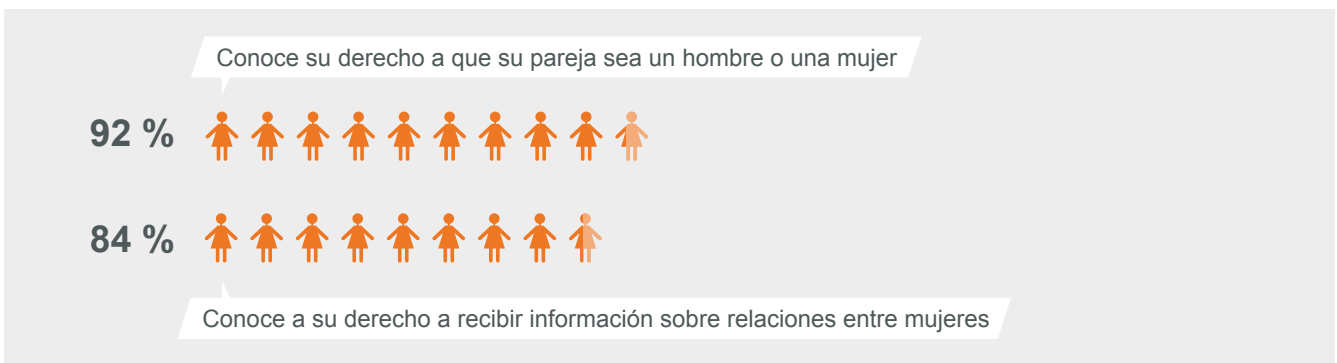 Conoce su derecho a que su pareja sea un hombre o una mujer
92 %
84 %
Conoce a su derecho a recibir información sobre relaciones entre mujeres